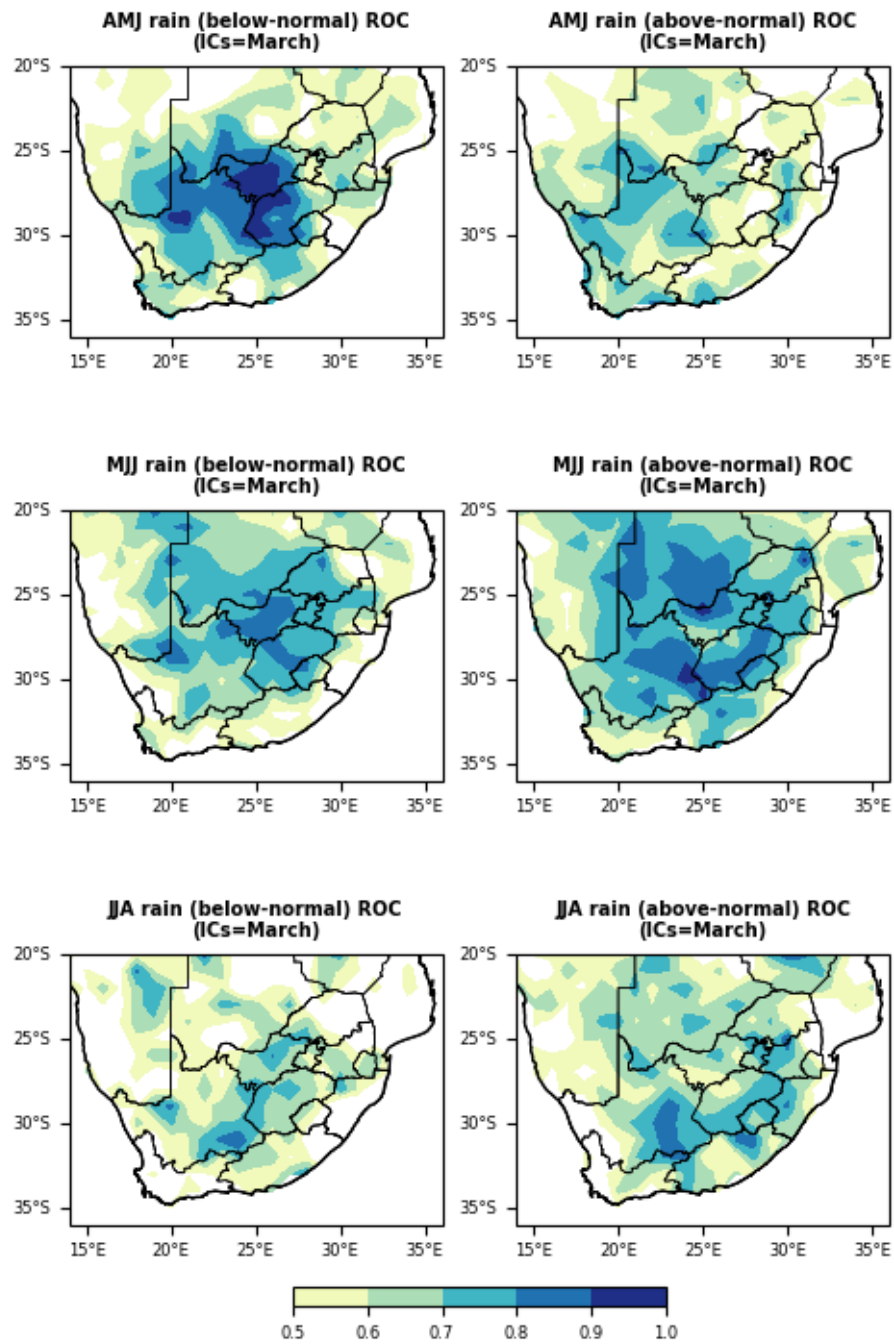 AMJ rain (below-normal) ROC
(ICs=March)
AMJ rain (above-normal) ROC
(ICs=March)
20°S
20°S
25°S
25°S
30°S
30°S
35°S
35°S
15°E 20°E 25°E 30°E 35°E
15°E 20°E 25°E 30°E 35°E
MJJ rain (below-normal) ROC
(ICs=March)
MJJ rain (above-normal) ROC
(ICs=March)
20°S
20°S
25°S
25°S
30°S
30°S
35°S
35°S
15°E 20°E 25°E 30°E 35°E
15°E 20°E 25°E 30°E 35°E
JJA rain (below-normal) ROC
(ICs=March)
JJA rain (above-normal) ROC
(ICs=March)
20°S
20°S
25°S
25°S
30°S
30°S
35°S
35°S
15°E 20°E 25°E 30°E 35°E
15°E 20°E 25°E 30°E 35°E
0.5 0.6 0.7 0.8 0.9 1.0